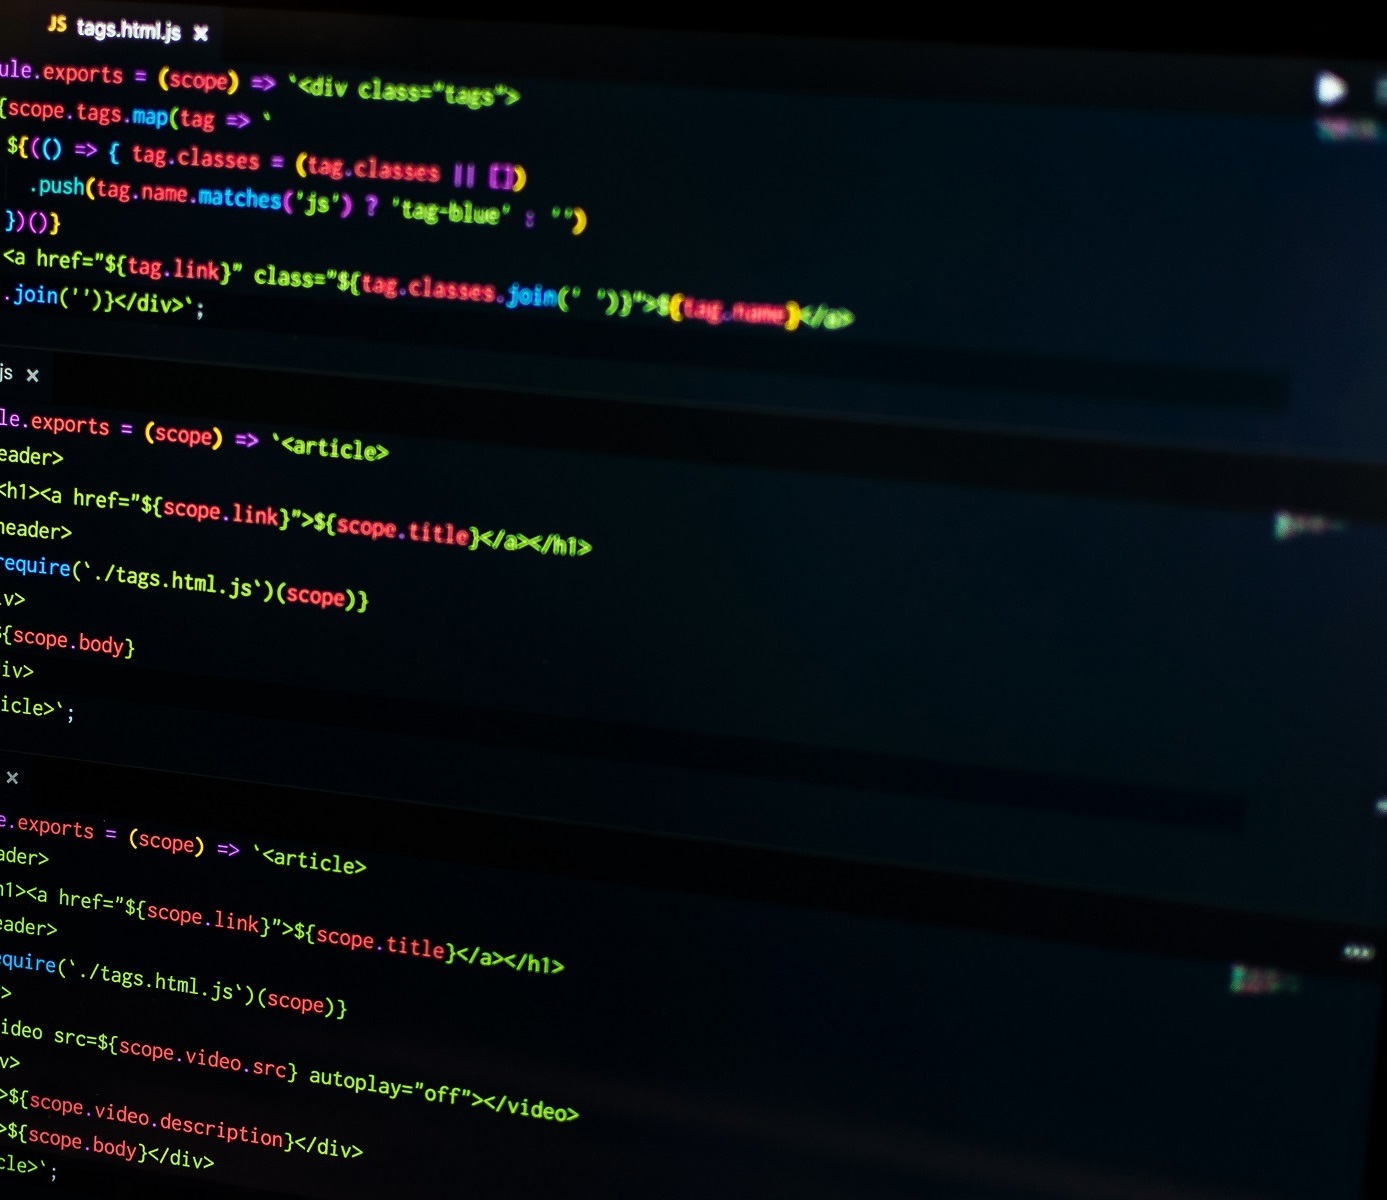 JS tags.html.js ×
ule.exports = (scope) => `<div class="tags">
{scope.tags.map(tag => `
${(() => { tag.classes = (tag.classes || [])
.push(tag.name.matches('js') ? 'tag-blue' : '')
})()}
<a href="${tag.link}" class="${tag.classes.join(' ')}">${tag.name}</a>
.join('')}</div>`;
js ×
le.exports = (scope) => `<article>
eader>
<h1><a href="${scope.link}">${scope.title}</a></h1>
header>
require(`./tags.html.js`)(scope)}
v>
${scope.body}
iv>
icle>`;
×
e.exports = (scope) => `<article>
ader>
h1><a href="${scope.link}">${scope.title}</a></h1>
eader>
quire(`./tags.html.js`)(scope)}
>
ideo src=${scope.video.src} autoplay="off"></video>
v>
>${scope.video.description}</div>
>${scope.body}</div>
cle>`;